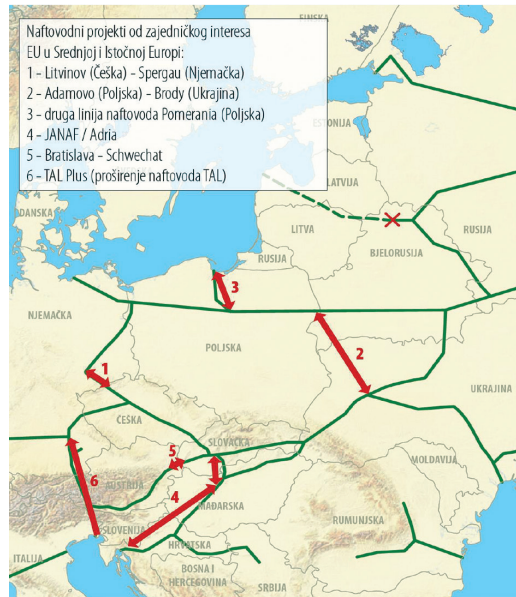 Naftovodni projekti od zajedničkog interesa
EU u Srednjoj i Istočnoj Europi:
1 - Litvinov (Češka) - Spergau (Njemačka)
2 - Adamovo (Poljska) - Brody (Ukrajina)
3 - druga linija naftovoda Pomerania (Poljska)
4 - JANAF / Adria
5 - Bratislava - Schwechat
6 - TAL Plus (proširenje naftovoda TAL)
FINSKA
ESTONIJA
LATVIJA
DANSKA
LITVA
RUSIJA
RUSIJA
BJELORUSIJA
NJEMAČKA
3
POLJSKA
2
1
UKRAJINA
ČEŠKA
SLOVAČKA
5
MOLDAVIJA
6
AUSTRIJA
4
MAĐARSKA
RUMUNJSKA
SLOVENIJA
HRVATSKA
ITALIJA
BOSNA I
HERCEGOVINA
SRBIJA